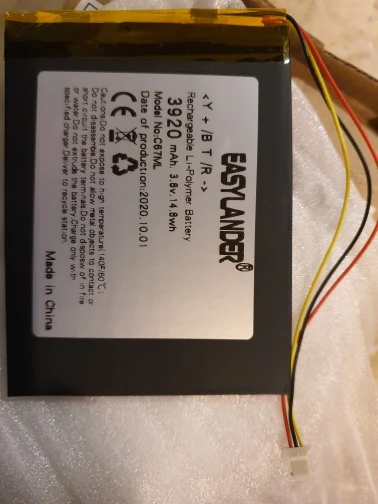 EASYLANDER®
<Y + /B T /R ->
Rechargeable Li-Polymer Battery
3920 mAh. 3.8v,14.8wh
Model No:C87ML
Date of production:2020.10.01
CE
Cautions:Do not expose to high temperature(140F/60℃)
Do not disassemble.Do not allow metal objects to contact or
short circuit the battery terminals.Do not disposw of in fire
or water.Do not extrude the battery.Charge only with
specified charger.Deliver to recycle station.
Made in China